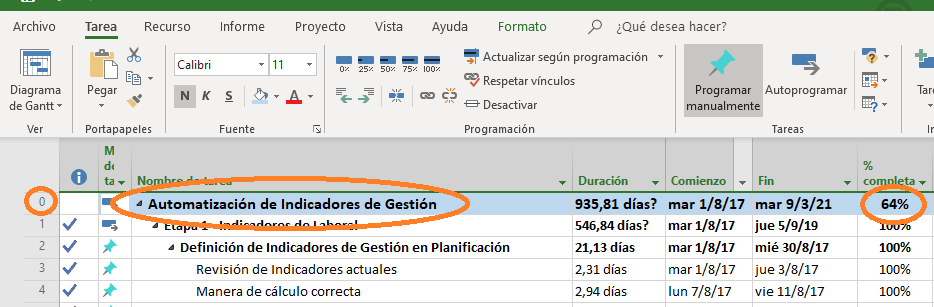 Archivo Tarea Recurso Informe Proyecto Vista Ayuda Formato ¿Qué desea hacer?
Diagrama de Gantt
Ver
Pegar
Portapapeles
Calibri 11
N K S A
Fuente
0% 25% 50% 75% 100%
Actualizar según programación
Respetar vínculos
Desactivar
Programación
Programar manualmente
Autoprogramar
Tareas
Nombre de tarea Duración Comienzo Fin % completa
0 Automatización de Indicadores de Gestión 935,81 días? mar 1/8/17 mar 9/3/21 64%
1 Etapa 1 - Indicadores de Laboral 546,84 días? mar 1/8/17 jue 5/9/19 100%
2 Definición de Indicadores de Gestión en Planificación 21,13 días mar 1/8/17 mié 30/8/17 100%
3 Revisión de Indicadores actuales 2,31 días mar 1/8/17 jue 3/8/17 100%
4 Manera de cálculo correcta 2,94 días lun 7/8/17 vie 11/8/17 100%